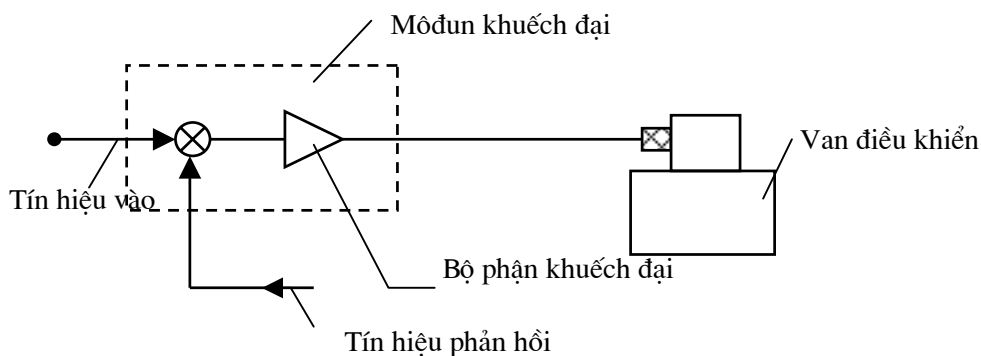 Môđun khuếch đại
Van điều khiển
Tín hiệu vào
Bộ phận khuếch đại
Tín hiệu phản hồi